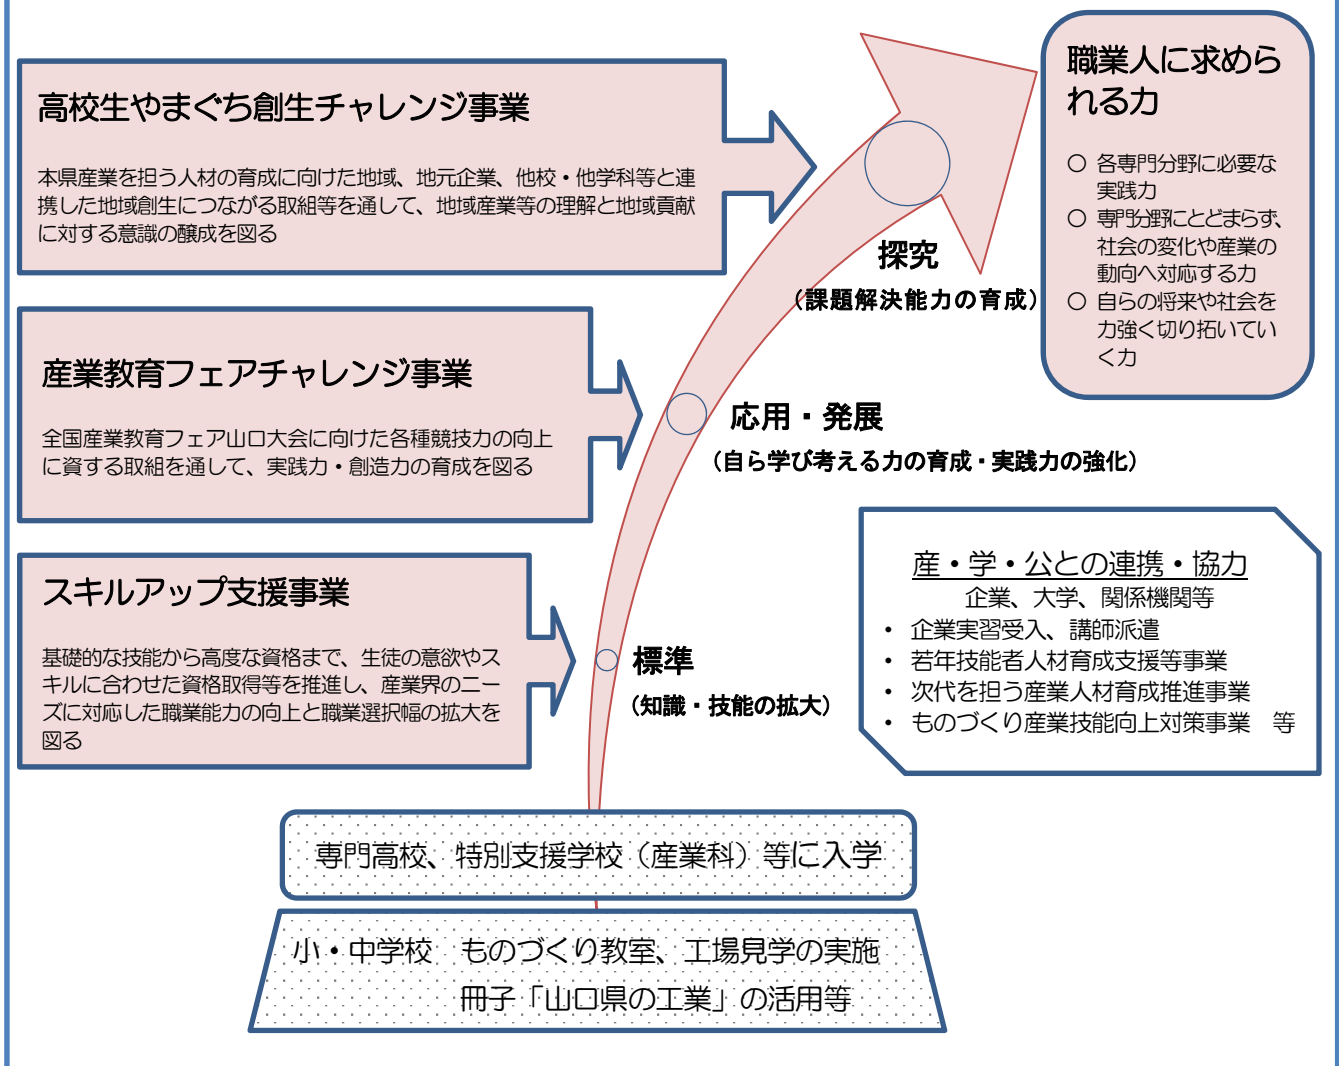 高校生やまぐち創生チャレンジ事業
本県産業を担う人材の育成に向けた地域、地元企業、他校・他学科等と連
携した地域創生につながる取組等を通して、地域産業等の理解と地域貢献
に対する意識の醸成を図る
職業人に求めら
れる力
〇 各専門分野に必要な
実践力
〇 専門分野にとどまらず、
社会の変化や産業の
動向へ対応する力
〇 自らの将来や社会を
力強く切り拓いてい
く力
探究
（課題解決能力の育成）
産業教育フェアチャレンジ事業
全国産業教育フェア山口大会に向けた各種競技力の向上
に資する取組を通して、実践力・創造力の育成を図る
応用・発展
（自ら学び考える力の育成・実践力の強化）
スキルアップ支援事業
基礎的な技能から高度な資格まで、生徒の意欲やス
キルに合わせた資格取得等を推進し、産業界のニー
ズに対応した職業能力の向上と職業選択幅の拡大を
図る
標準
（知識・技能の拡大）
産・学・公との連携・協力
企業、大学、関係機関等
• 企業実習受入、講師派遣
• 若年技能者人材育成支援等事業
• 次代を担う産業人材育成推進事業
• ものづくり産業技能向上対策事業　等
専門高校、特別支援学校（産業科）等に入学
小・中学校　ものづくり教室、工場見学の実施
冊子「山口県の工業」の活用等